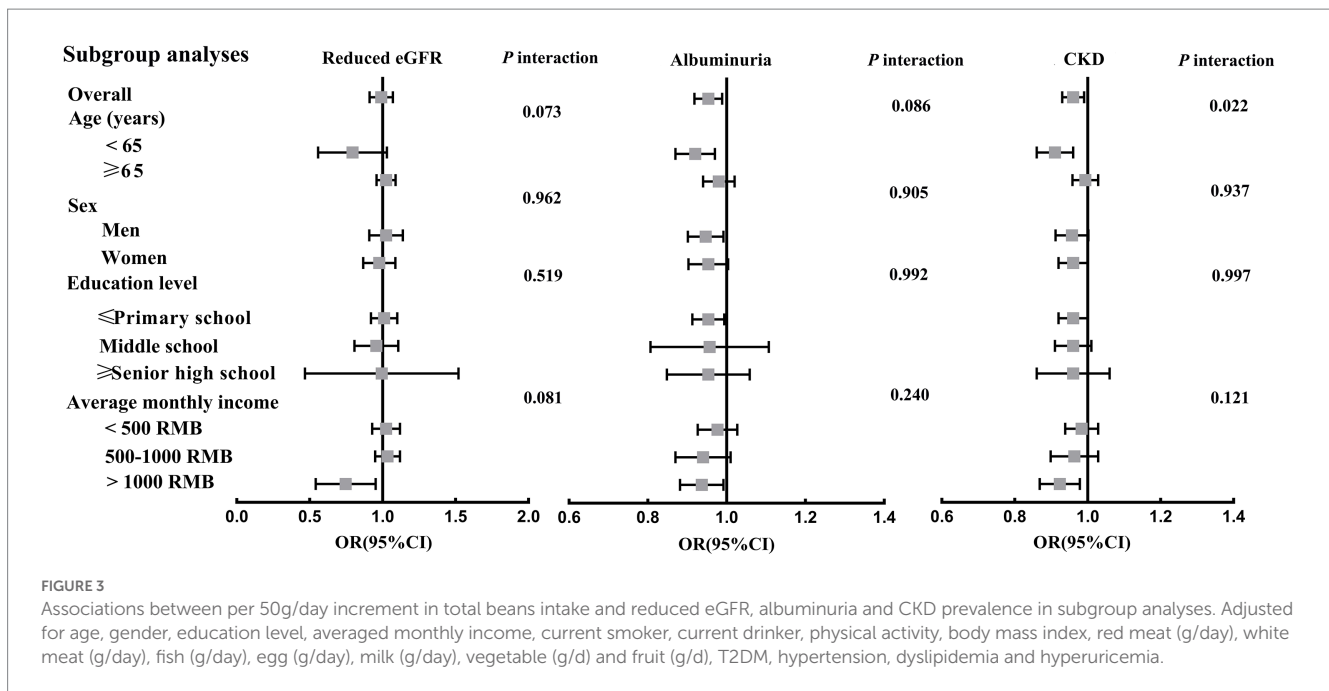 Subgroup analyses
Reduced eGFR P interaction Albuminuria P interaction CKD P interaction
Overall
0.073 0.086 0.022
Age (years)
< 65
≥65
0.962 0.905 0.937
Sex
Men
Women
0.519 0.992 0.997
Education level
≤Primary school
Middle school
≥Senior high school
0.081 0.240 0.121
Average monthly income
< 500 RMB
500-1000 RMB
> 1000 RMB
0.0 0.5 1.0 1.5 2.0 0.6 0.8 1.0 1.2 1.4 0.6 0.8 1.0 1.2 1.4
OR(95%CI) OR(95%CI) OR(95%CI)
FIGURE 3
Associations between per 50g/day increment in total beans intake and reduced eGFR, albuminuria and CKD prevalence in subgroup analyses. Adjusted
for age, gender, education level, averaged monthly income, current smoker, current drinker, physical activity, body mass index, red meat (g/day), white
meat (g/day), fish (g/day), egg (g/day), milk (g/day), vegetable (g/d) and fruit (g/d), T2DM, hypertension, dyslipidemia and hyperuricemia.